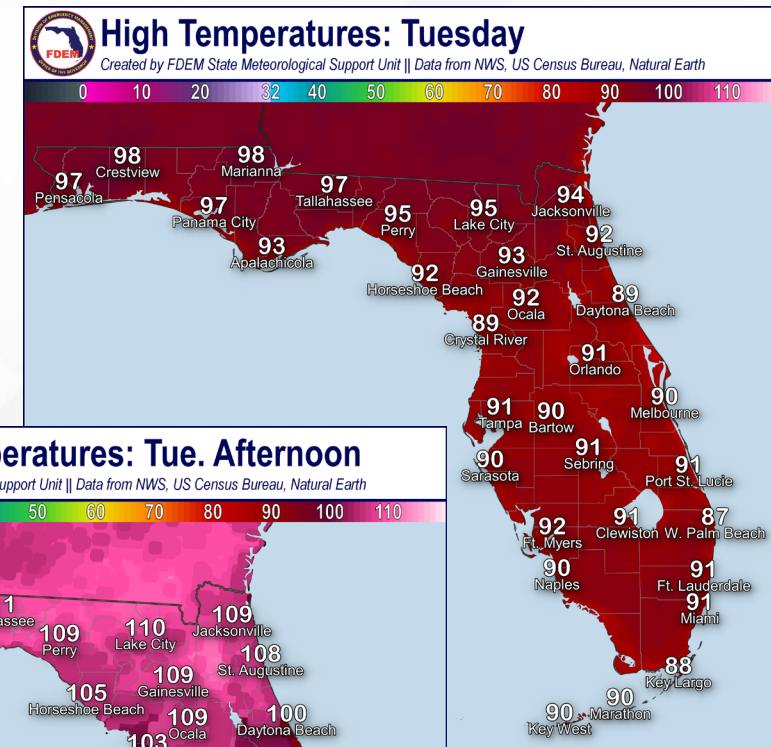 FDEM
High Temperatures: Tuesday
Created by FDEM State Meteorological Support Unit || Data from NWS, US Census Bureau, Natural Earth
0 10 20 32 40 50 60 70 80 90 100 110
98
Crestview
98
Marianna
97
Pensacola
97
Tallahassee
97
Panama City
95
Perry
95
Lake City
94
Jacksonville
92
St. Augustine
93
Apalachicola
93
Gainesville
92
Horseshoe Beach
92
Ocala
89
Daytona Beach
89
Crystal River
91
Orlando
90
Melbourne
91
Tampa
90
Bartow
91
Sebring
90
Sarasota
91
Port St. Lucie
92
Ft. Myers
91
Clewiston
87
W. Palm Beach
90
Naples
91
Ft. Lauderdale
91
Miami
88
Key Largo
90
Marathon
90
Key West
peratures: Tue. Afternoon
upport Unit || Data from NWS, US Census Bureau, Natural Earth
50 60 70 80 90 100 110
1
assee
109
Perry
110
Lake City
109
Jacksonville
108
St. Augustine
109
Gainesville
105
Horseshoe Beach
109
Ocala
100
Daytona Beach
103